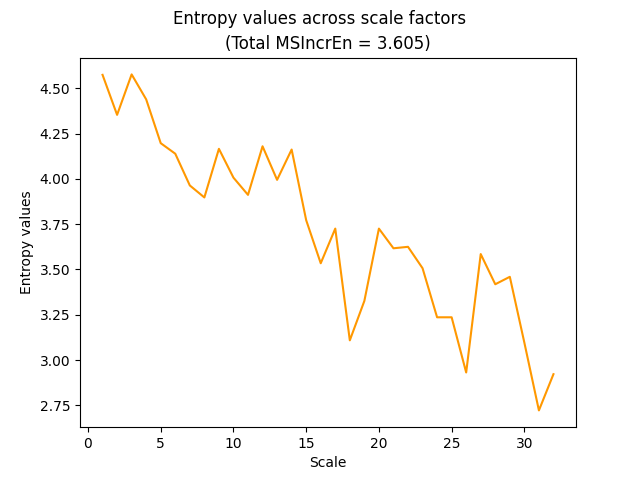 Entropy values across scale factors
(Total MSIncrEn = 3.605)
4.50
4.25
4.00
3.75
3.50
3.25
3.00
2.75
Entropy values
0 5 10 15 20 25 30
Scale